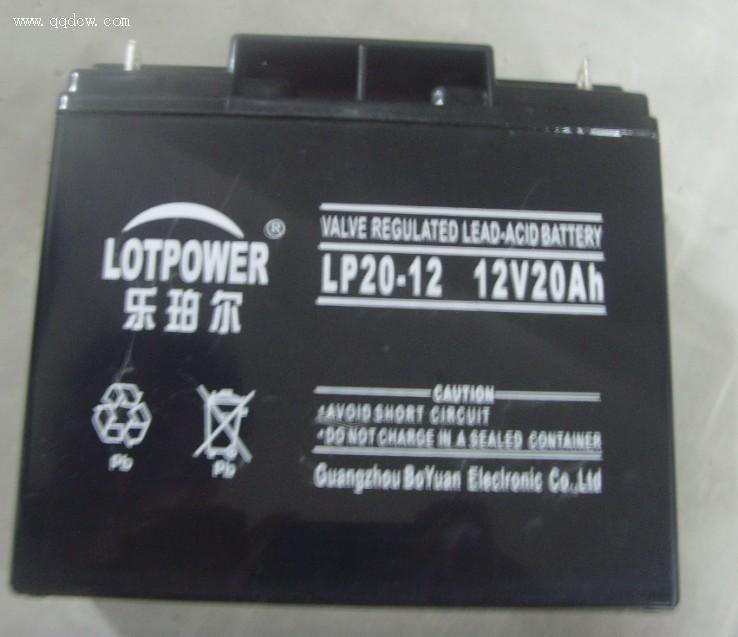 www.qqdcw.com
LOTPOWER®
乐珀尔
VALVE REGULATED LEAD-ACID BATTERY
LP20-12 12V20Ah
CAUTION
*AVOID SHORT CIRCUIT
*DO NOT CHARGE IN A SEALED CONTAINER
Guangzhou BoYuan Electronic Co.,Ltd
Pb Pb